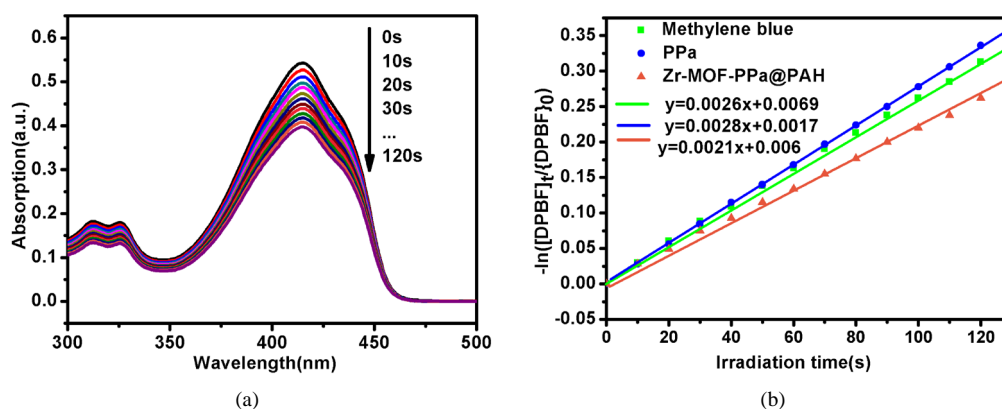 0.6
0.5
0.4
0.3
0.2
0.1
0.0
Absorption(a.u.)
0s
10s
20s
30s
...
120s
300
350
400
450
500
Wavelength(nm)
(a)
0.35
0.30
0.25
0.20
0.15
0.10
0.05
0.00
-0.05
-ln([DPBF]t/{DPBF}0)
Methylene blue
PPa
Zr-MOF-PPa@PAH
y=0.0026x+0.0069
y=0.0028x+0.0017
y=0.0021x+0.006
0
20
40
60
80
100
120
Irradiation time(s)
(b)